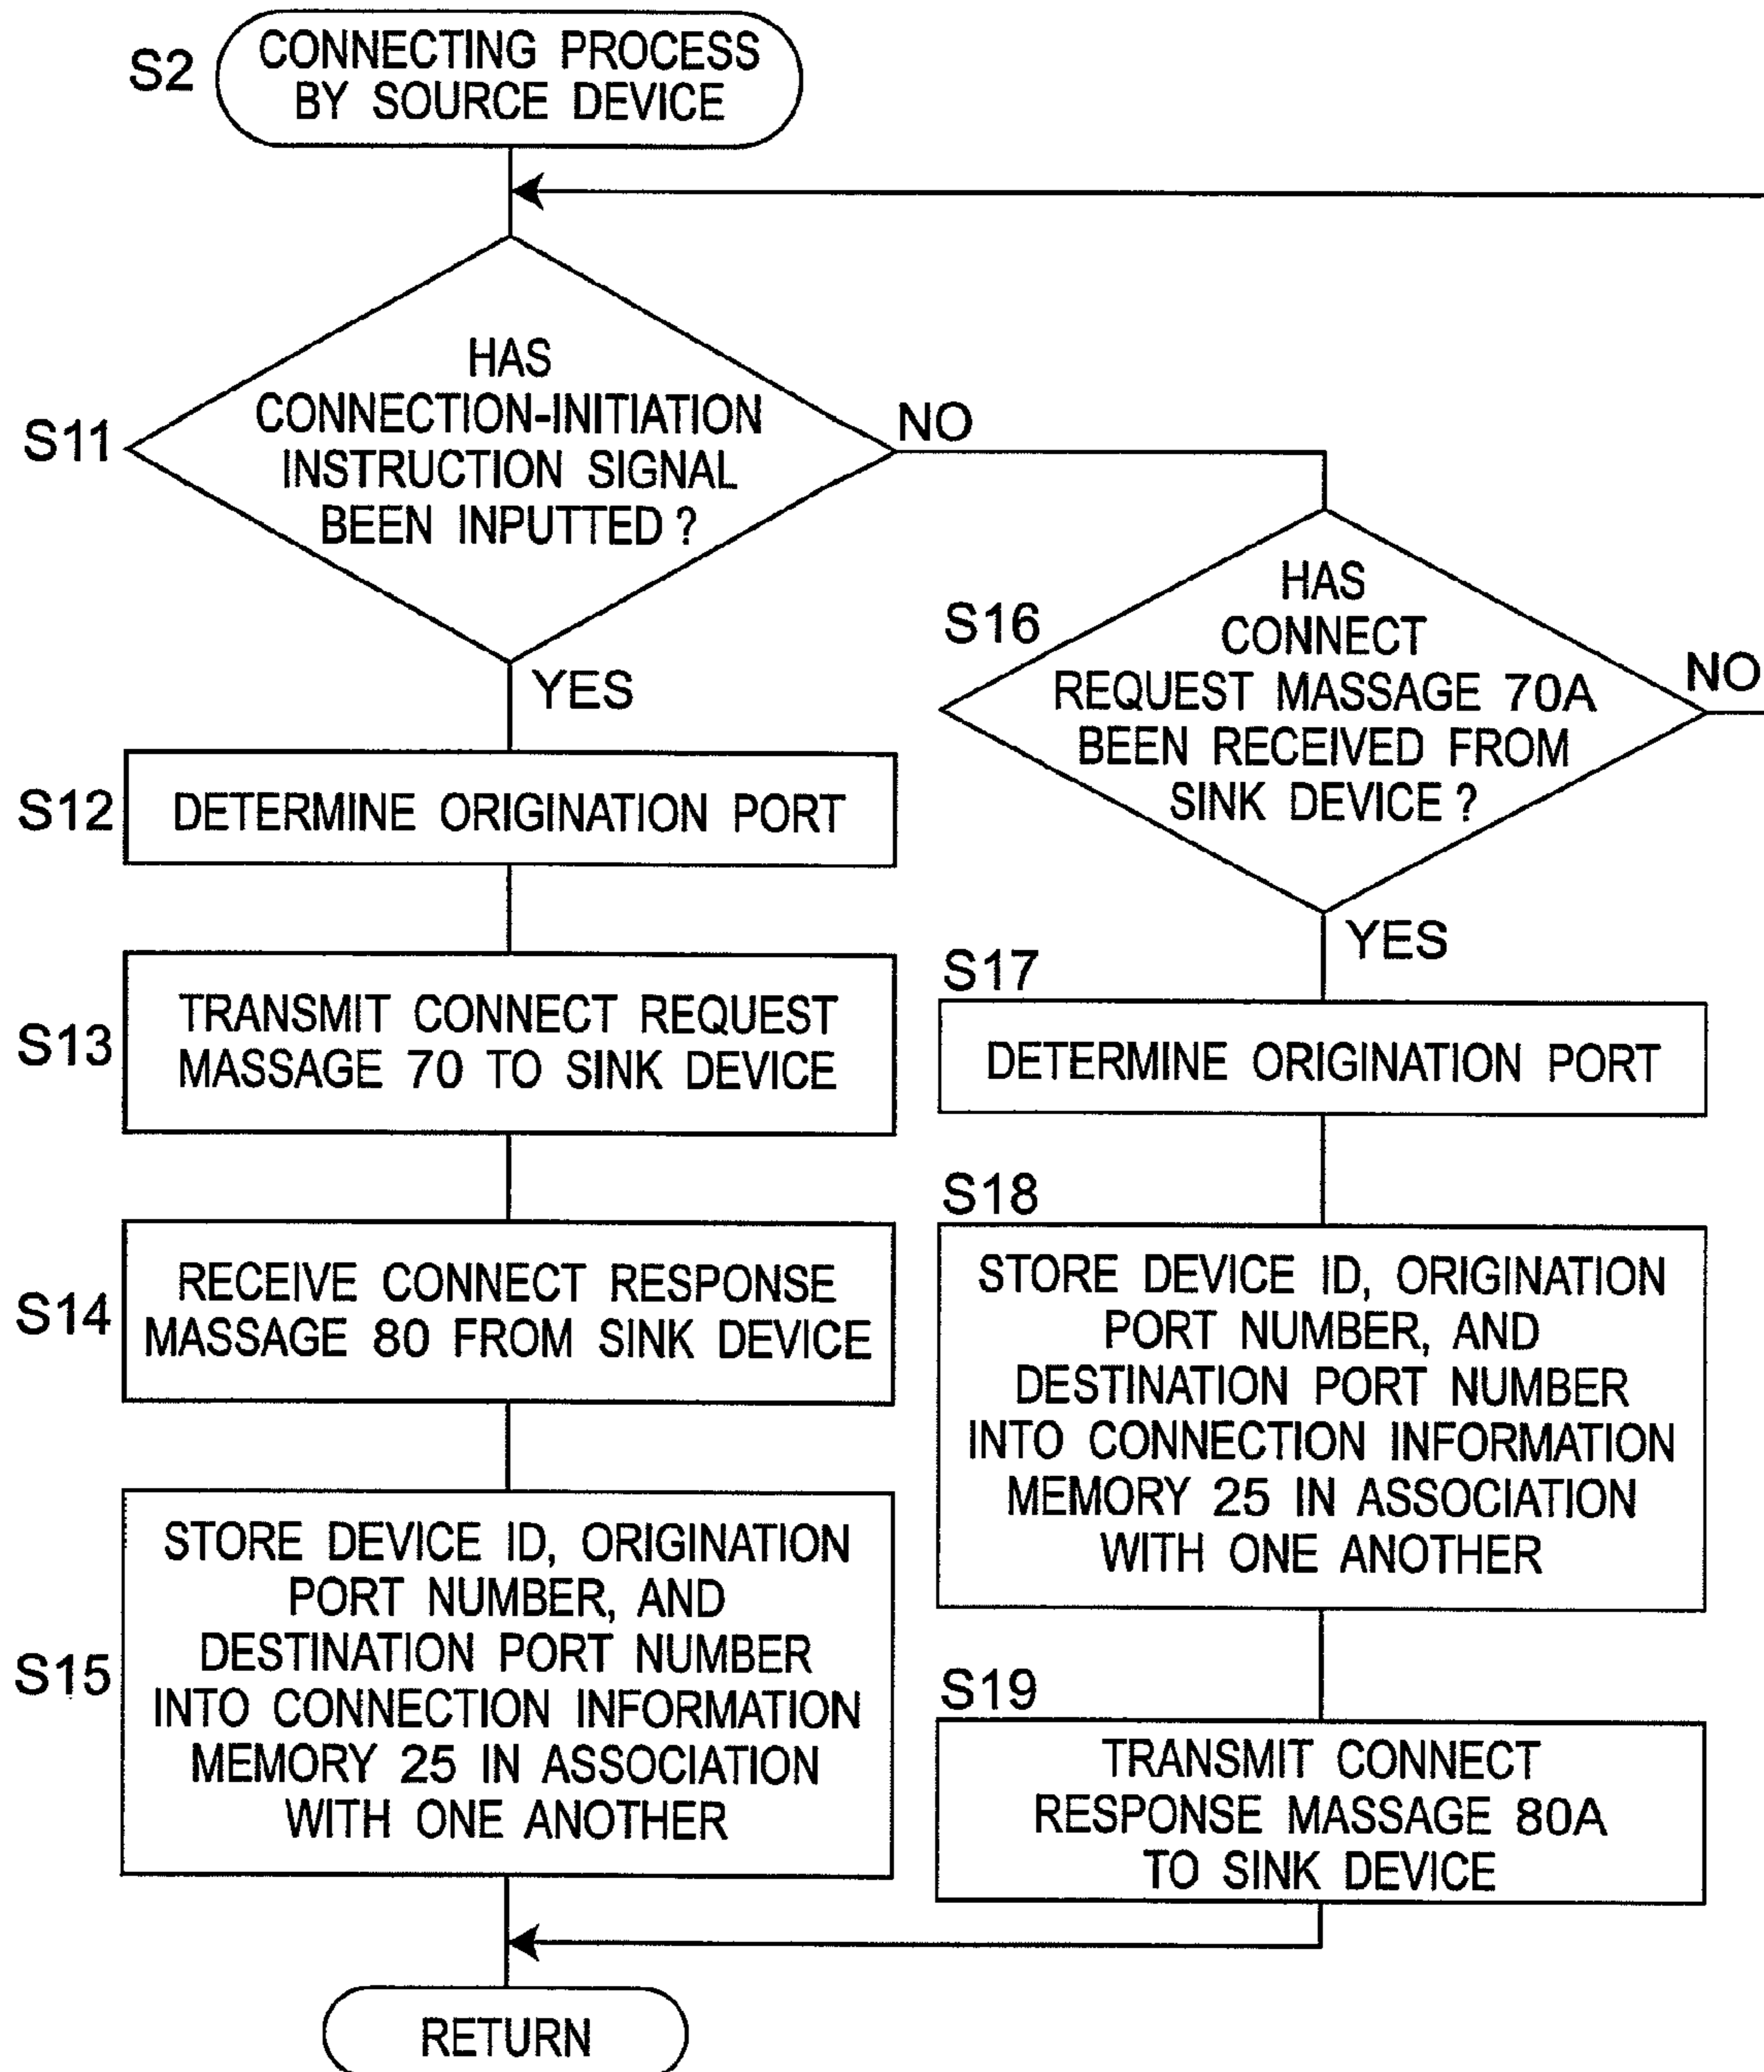 S2
CONNECTING PROCESS
BY SOURCE DEVICE
S11
HAS
CONNECTION-INITIATION
INSTRUCTION SIGNAL
BEEN INPUTTED ?
NO
YES
S12
DETERMINE ORIGINATION PORT
S13
TRANSMIT CONNECT REQUEST
MASSAGE 70 TO SINK DEVICE
S14
RECEIVE CONNECT RESPONSE
MASSAGE 80 FROM SINK DEVICE
S15
STORE DEVICE ID, ORIGINATION
PORT NUMBER, AND
DESTINATION PORT NUMBER
INTO CONNECTION INFORMATION
MEMORY 25 IN ASSOCIATION
WITH ONE ANOTHER
S16
HAS
CONNECT
REQUEST MASSAGE 70A
BEEN RECEIVED FROM
SINK DEVICE ?
NO
YES
S17
DETERMINE ORIGINATION PORT
S18
STORE DEVICE ID, ORIGINATION
PORT NUMBER, AND
DESTINATION PORT NUMBER
INTO CONNECTION INFORMATION
MEMORY 25 IN ASSOCIATION
WITH ONE ANOTHER
S19
TRANSMIT CONNECT
RESPONSE MASSAGE 80A
TO SINK DEVICE
RETURN